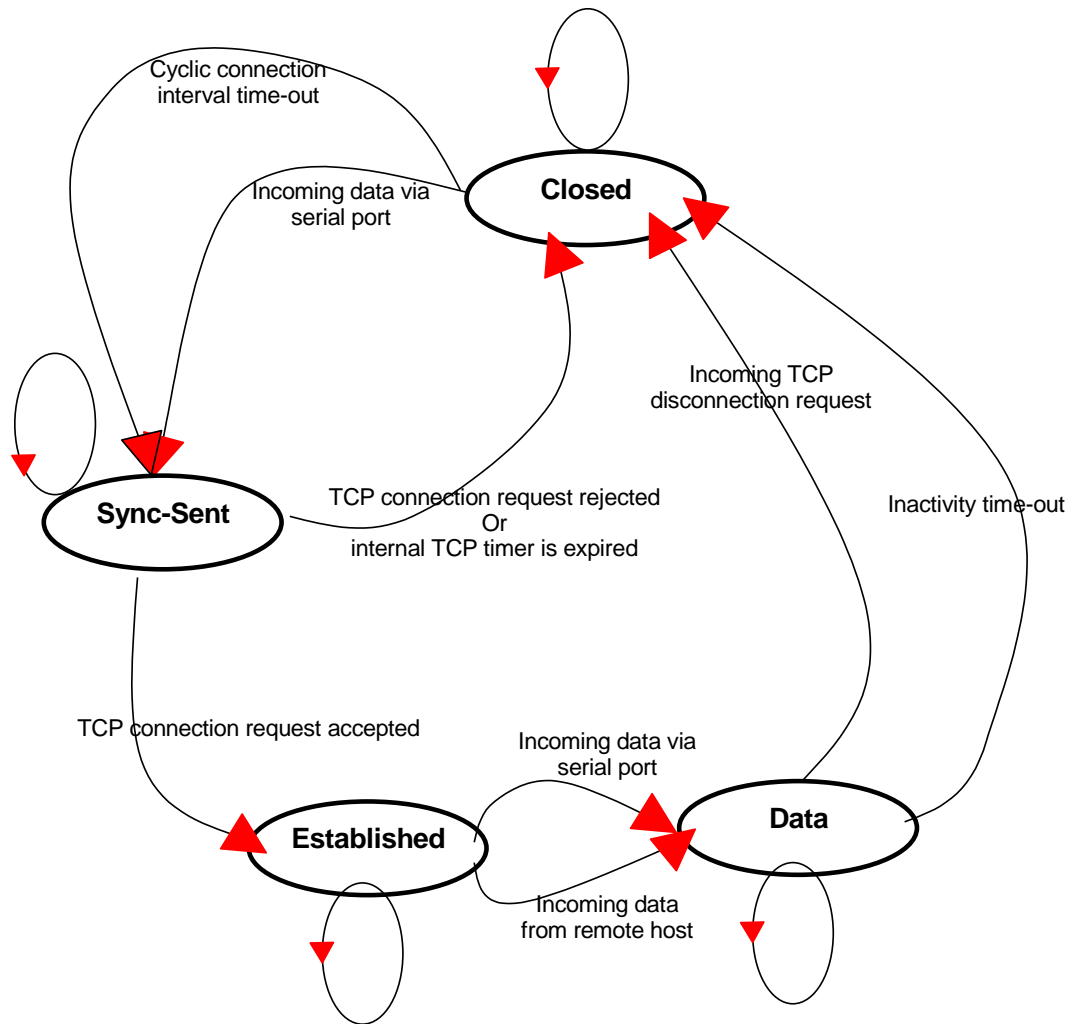 Cyclic connection
interval time-out
Closed
Incoming data via
serial port
Incoming TCP
disconnection request
TCP connection request rejected
Or
internal TCP timer is expired
Inactivity time-out
Sync-Sent
TCP connection request accepted
Incoming data via
serial port
Established
Data
Incoming data
from remote host